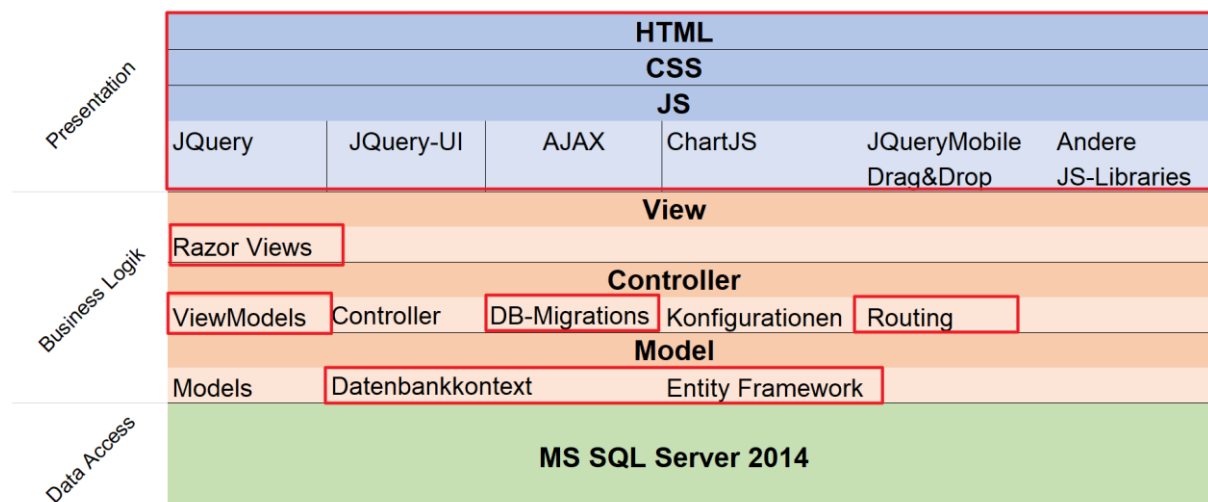 Presentation
HTML
CSS
JS
JQuery JQuery-UI AJAX ChartJS JQueryMobile Andere
Drag&Drop JS-Libraries
Business Logik
View
Razor Views
Controller
ViewModels Controller DB-Migrations Konfigurationen Routing
Model
Models Datenbankkontext Entity Framework
Data Access
MS SQL Server 2014